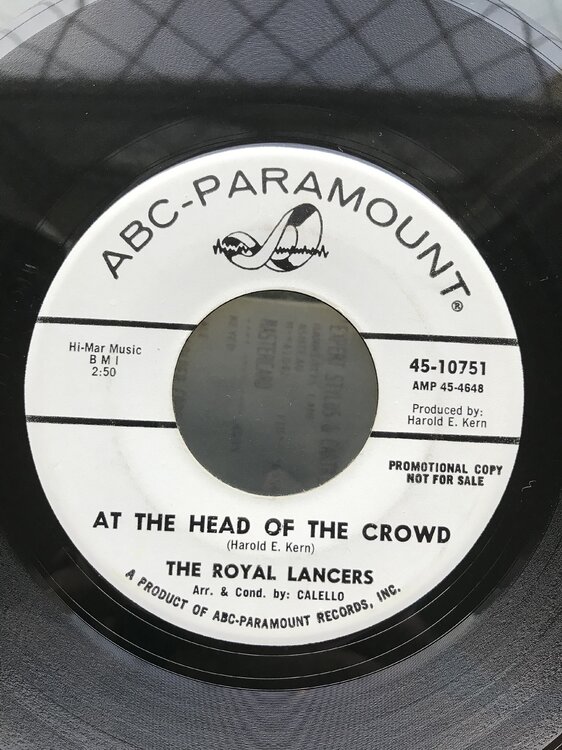 ABC-PARAMOUNT®
Hi-Mar Music
B M I
2:50
45-10751
AMP 45-4648
Produced by:
Harold E. Kern
PROMOTIONAL COPY
NOT FOR SALE
AT THE HEAD OF THE CROWD
(Harold E. Kern)
THE ROYAL LANCERS
Arr. & Cond. by: CALELLO
A PRODUCT OF ABC-PARAMOUNT RECORDS, INC.